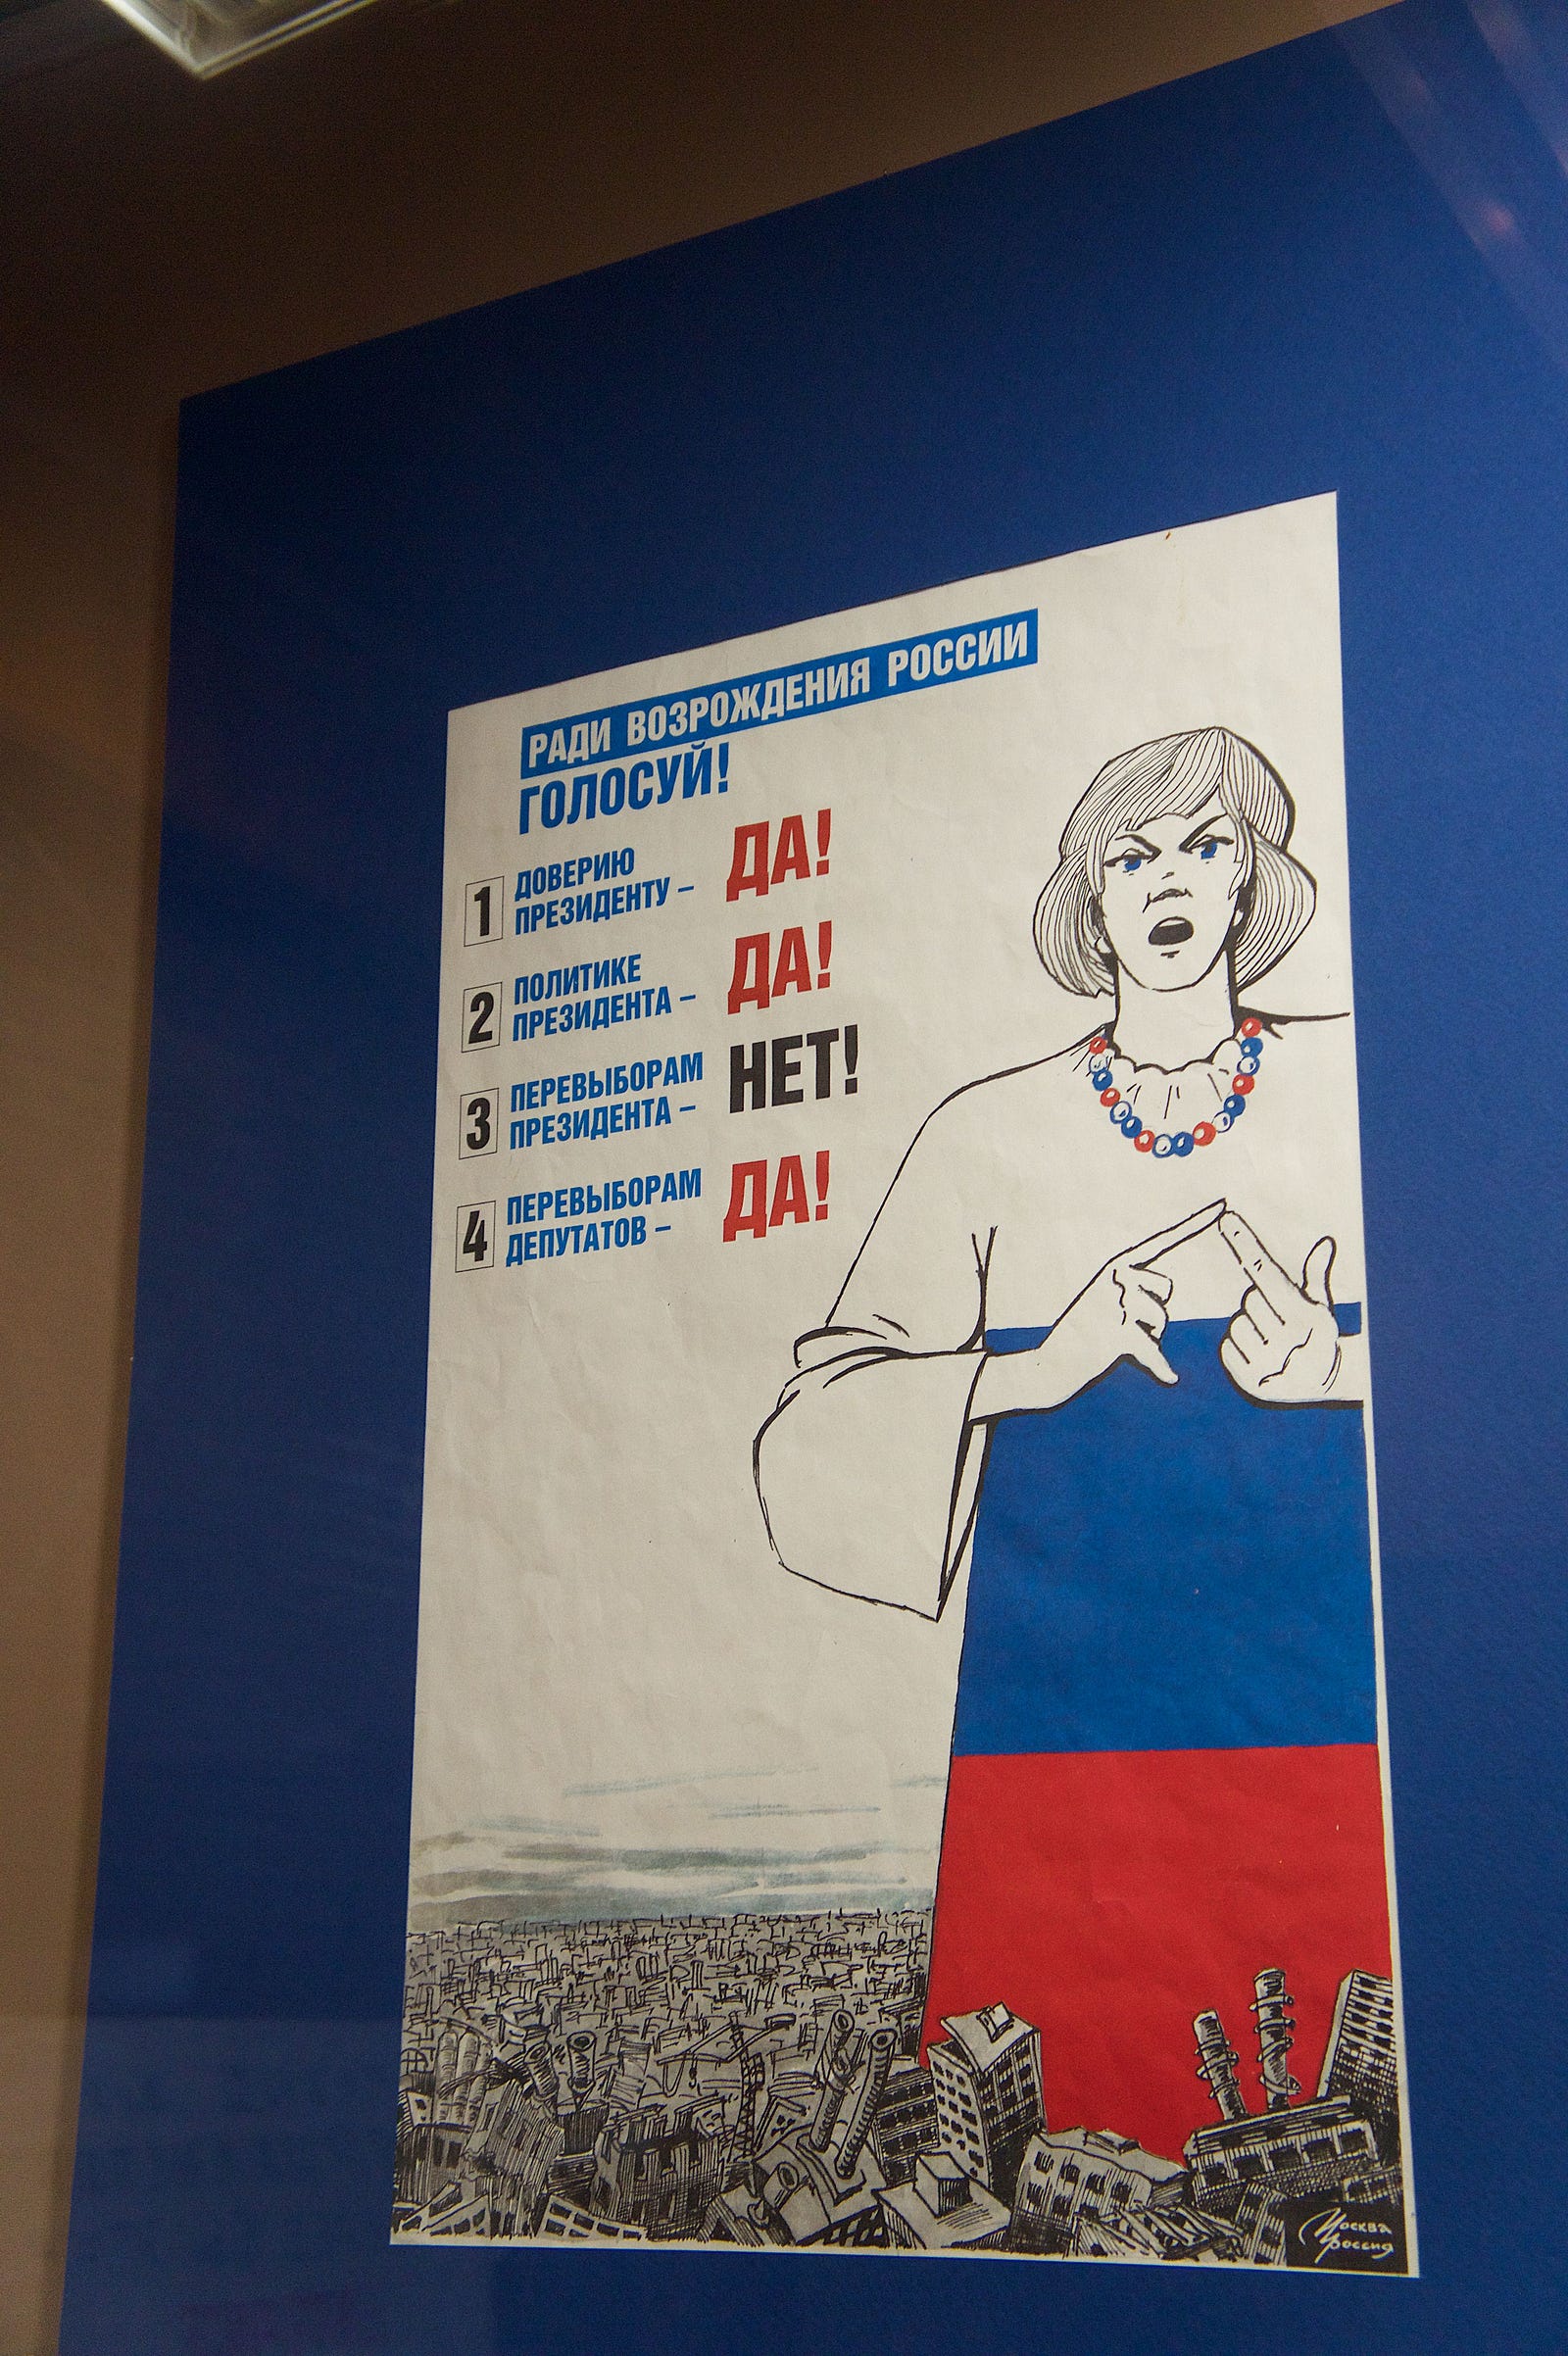 РАДИ ВОЗРОЖДЕНИЯ РОССИИ
ГОЛОСУЙ!
1 ДОВЕРИЮ
ПРЕЗИДЕНТУ – ДА!
2 ПОЛИТИКЕ
ПРЕЗИДЕНТА – ДА!
3 ПЕРЕВЫБОРАМ
ПРЕЗИДЕНТА – НЕТ!
4 ПЕРЕВЫБОРАМ
ДЕПУТАТОВ – ДА!
Москва
россия